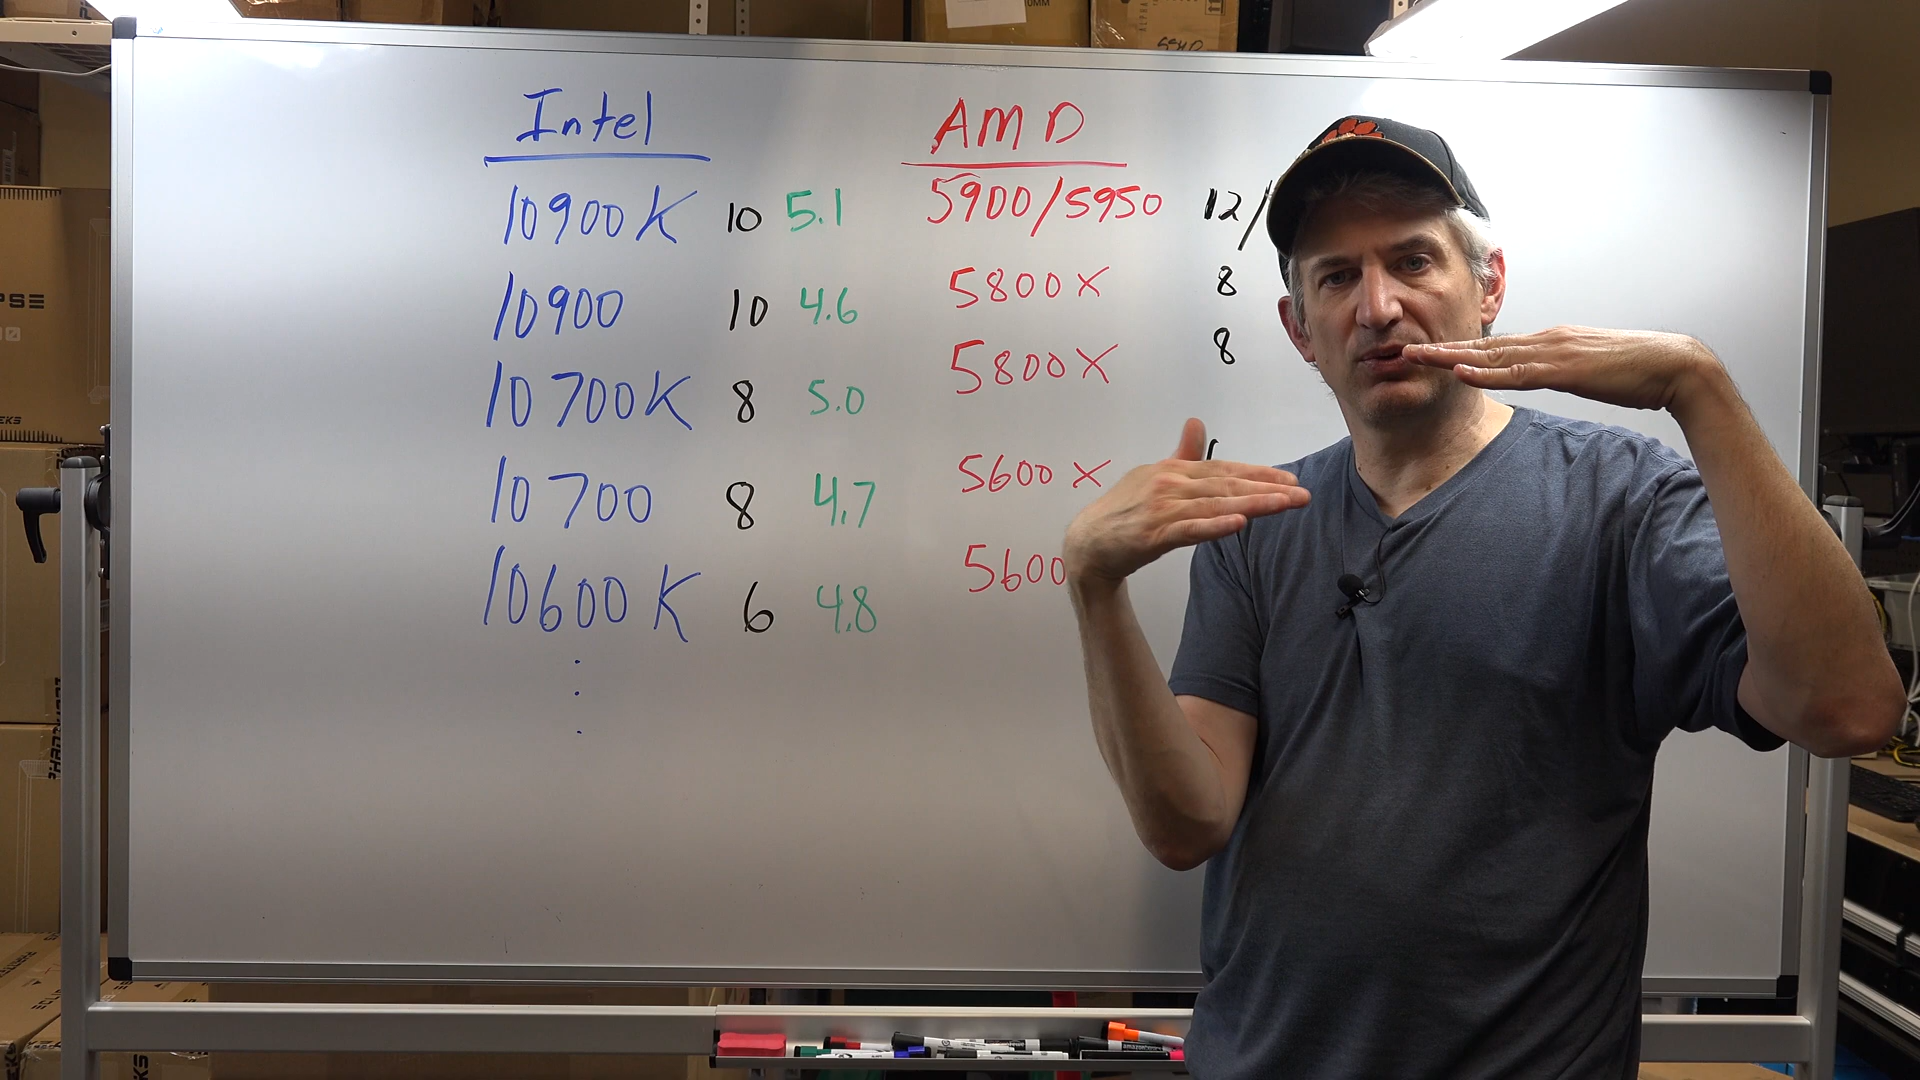 Intel AMD
10900K 10 5.1 5900/5950 12/
10900 10 4.6 5800X 8
10700K 8 5.0 5800X 8
10700 8 4.7 5600X
10600K 6 4.8 5600